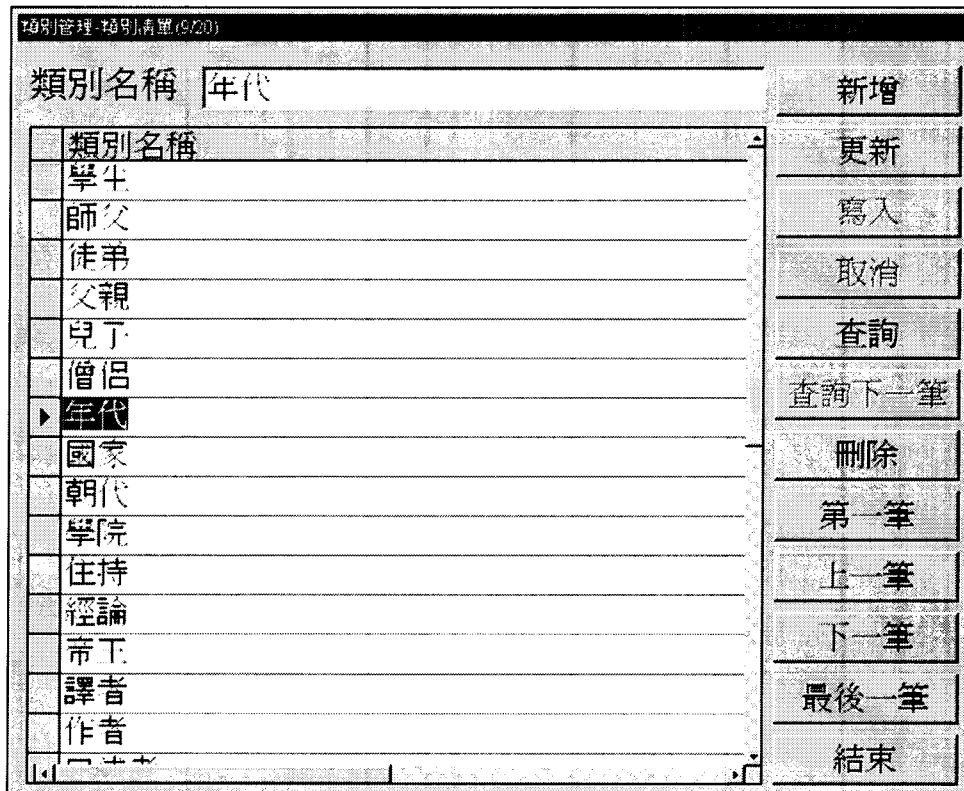 類別管理-類別清單(9/20)
類別名稱 年代
類別名稱
學生
師父
徒弟
父親
兒子
僧侶
年代
國家
朝代
學院
住持
經論
帝王
譯者
作者
新增
更新
寫入
取消
查詢
查詢下一筆
刪除
第一筆
上一筆
下一筆
最後一筆
結束